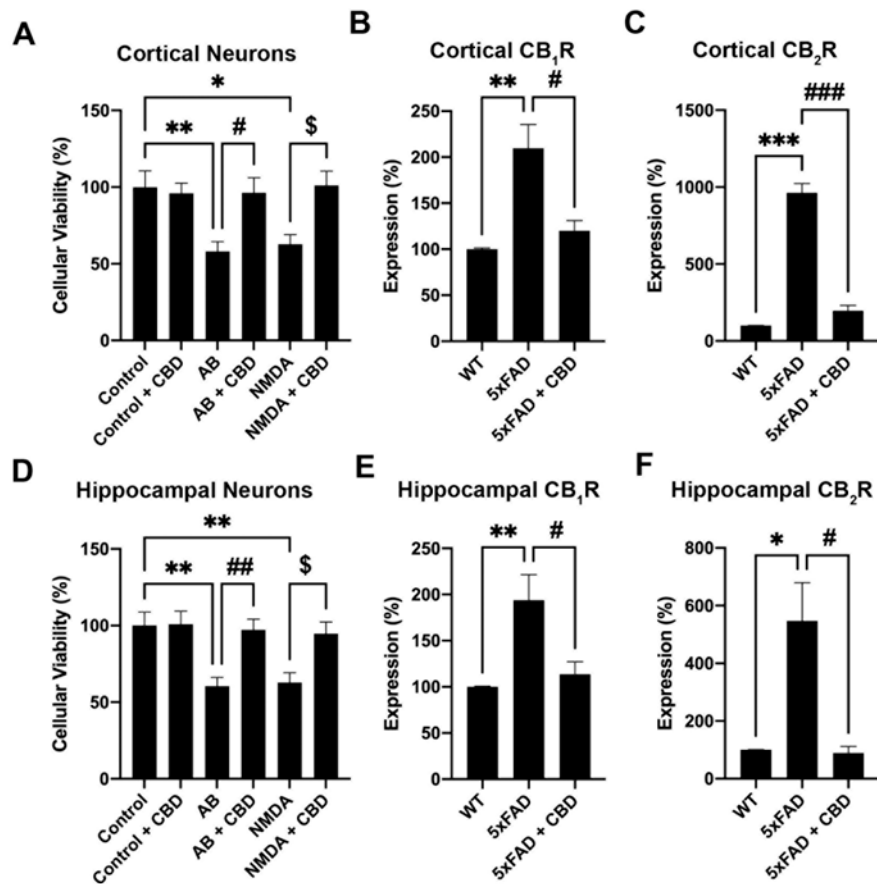 A
Cortical Neurons
*
**
#
$
Cellular Viability (%)
150
100
50
0
Control
Control + CBD
AB
AB + CBD
NMDA
NMDA + CBD
B
Cortical CB₁R
**
#
Expression (%)
250
200
150
100
50
0
WT
5xFAD
5xFAD + CBD
C
Cortical CB₂R
###
***
Expression (%)
1500
1000
500
0
WT
5xFAD
5xFAD + CBD
D
Hippocampal Neurons
**
**
##
$
Cellular Viability (%)
150
100
50
0
Control
Control + CBD
AB
AB + CBD
NMDA
NMDA + CBD
E
Hippocampal CB₁R
**
#
Expression (%)
250
200
150
100
50
0
WT
5xFAD
5xFAD + CBD
F
Hippocampal CB₂R
*
#
Expression (%)
800
600
400
200
0
WT
5xFAD
5xFAD + CBD